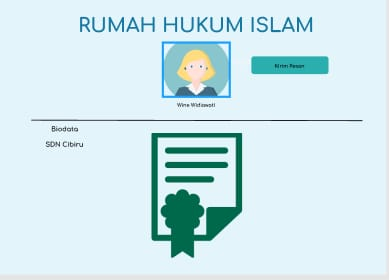 RUMAH HUKUM ISLAM
Kirim Pesan
Wine Widiawati
Biodata
SDN Cibiru